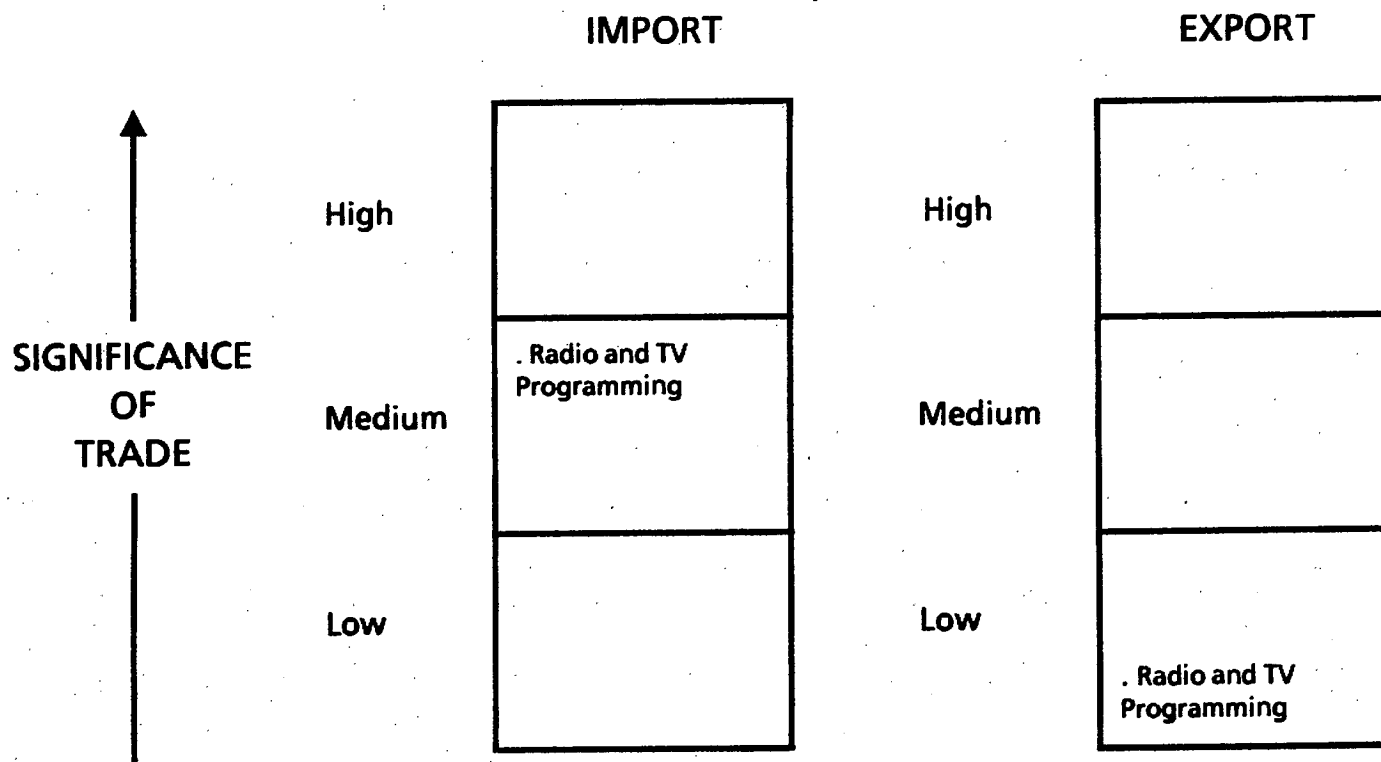 IMPORT
EXPORT
High
High
SIGNIFICANCE
OF
TRADE
. Radio and TV
Programming
Medium
Medium
Low
Low
. Radio and TV
Programming